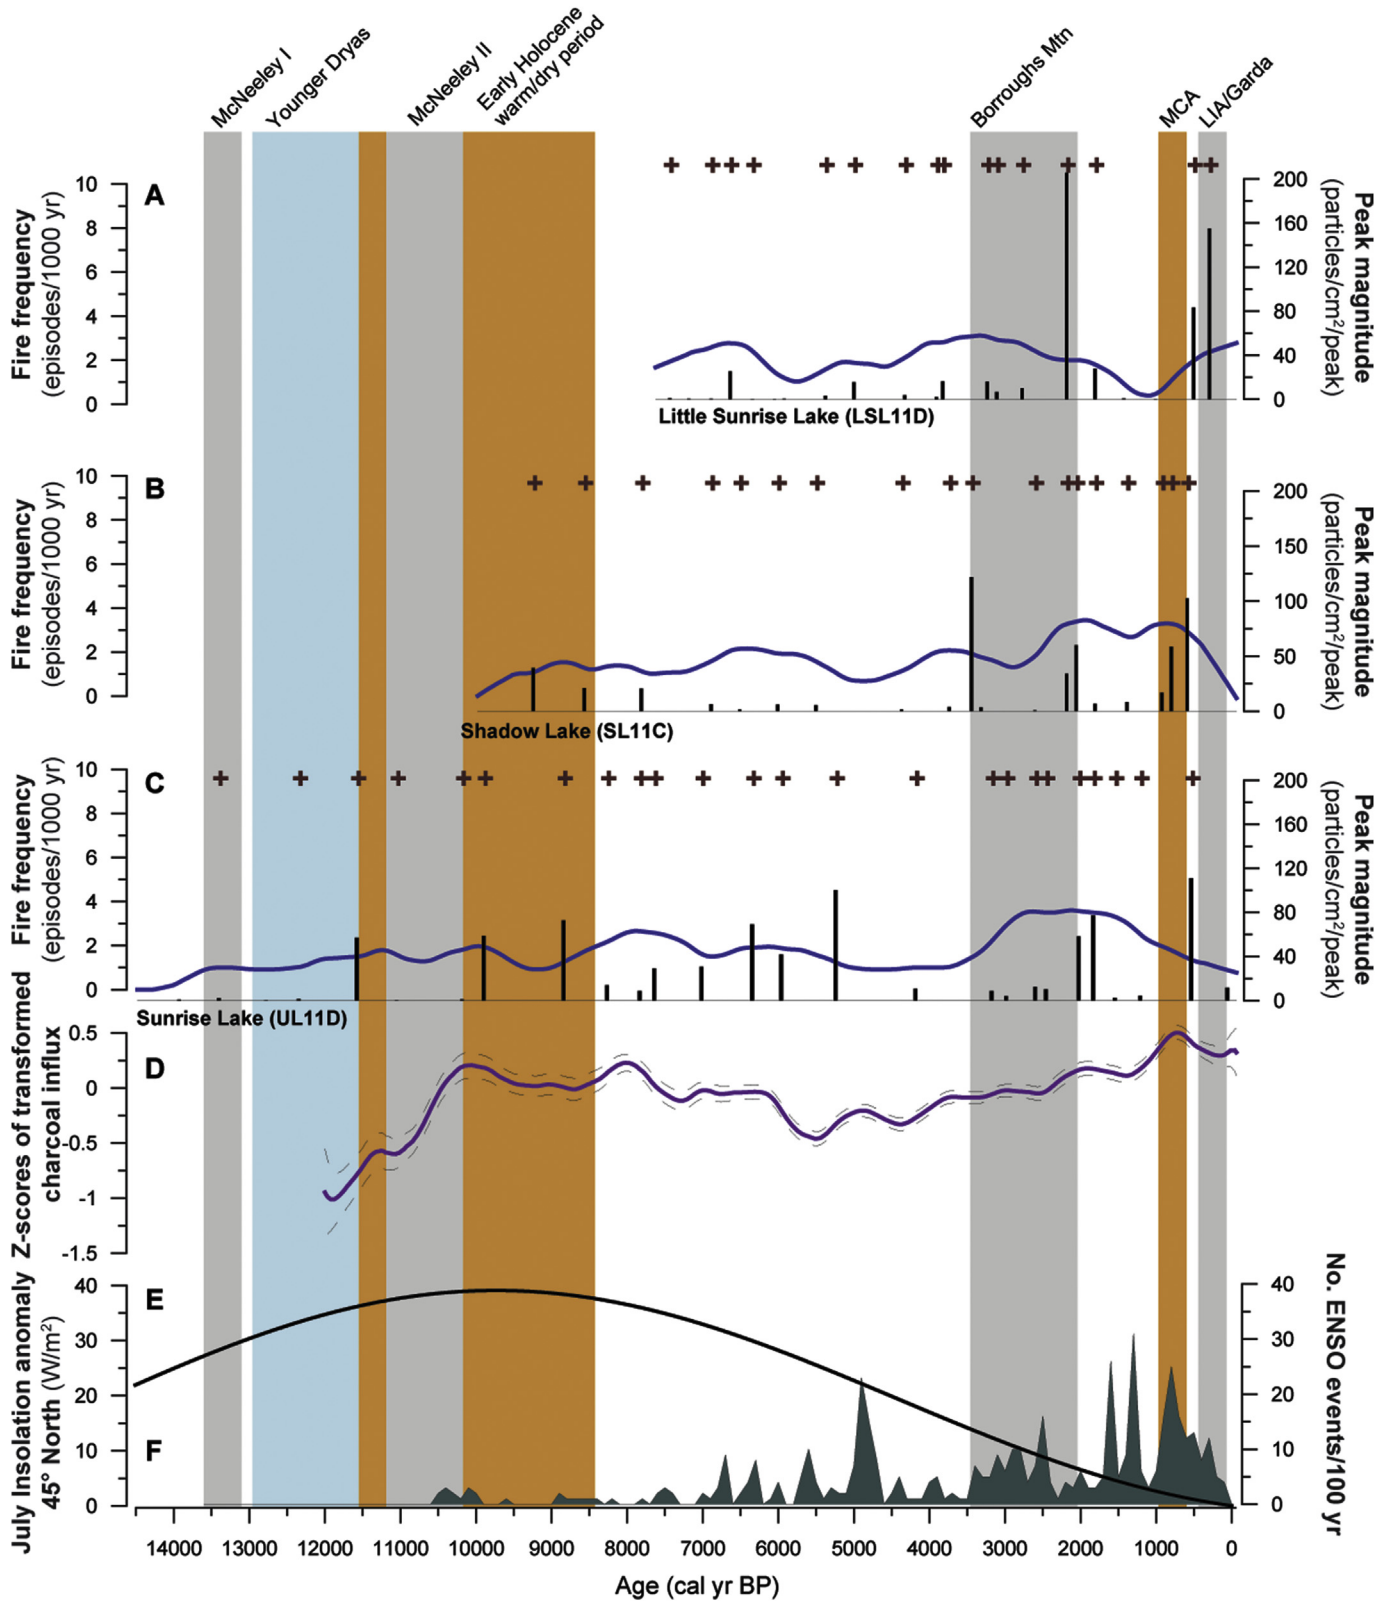 McNeeley I
Younger Dryas
McNeeley II
Early Holocene
warm/dry period
Borroughs Mtn
MCA
LIA/Garda
A
Fire frequency
(episodes/1000 yr)
10
8
6
4
2
0
200
160
120
80
40
0
Peak magnitude
(particles/cm²/peak)
Little Sunrise Lake (LSL11D)
B
Fire frequency
(episodes/1000 yr)
10
8
6
4
2
0
200
150
100
50
0
Peak magnitude
(particles/cm²/peak)
Shadow Lake (SL11C)
C
Fire frequency
(episodes/1000 yr)
10
8
6
4
2
0
200
160
120
80
40
0
Peak magnitude
(particles/cm²/peak)
Sunrise Lake (UL11D)
D
Z-scores of transformed
charcoal influx
0.5
0
-0.5
-1
-1.5
E
F
July Insolation anomaly
45° North (W/m²)
40
30
20
10
0
40
30
20
10
0
No. ENSO events/100 yr
14000 13000 12000 11000 10000 9000 8000 7000 6000 5000 4000 3000 2000 1000 0
Age (cal yr BP)